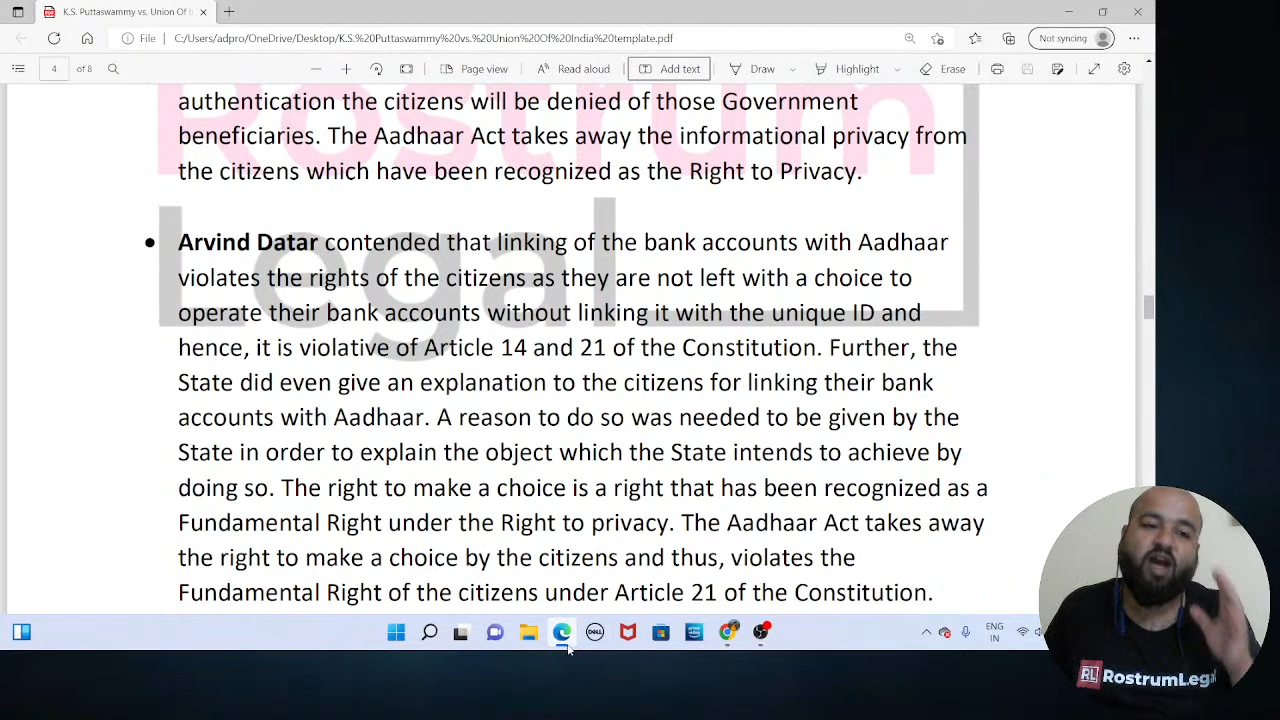 K.S. Puttaswammy vs. Union Of I
File C:/Users/adpro/OneDrive/Desktop/K.S.%20Puttaswammy%20vs.%20Union%20Of%20India%20template.pdf Not syncing
4 of 8 Page view Read aloud Add text Draw Highlight Erase
Rostrum
Legal
authentication the citizens will be denied of those Government
beneficiaries. The Aadhaar Act takes away the informational privacy from
the citizens which have been recognized as the Right to Privacy.
• Arvind Datar contended that linking of the bank accounts with Aadhaar
violates the rights of the citizens as they are not left with a choice to
operate their bank accounts without linking it with the unique ID and
hence, it is violative of Article 14 and 21 of the Constitution. Further, the
State did even give an explanation to the citizens for linking their bank
accounts with Aadhaar. A reason to do so was needed to be given by the
State in order to explain the object which the State intends to achieve by
doing so. The right to make a choice is a right that has been recognized as a
Fundamental Right under the Right to privacy. The Aadhaar Act takes away
the right to make a choice by the citizens and thus, violates the
Fundamental Right of the citizens under Article 21 of the Constitution.
DELL
prime video
ENG
IN
RL RostrumLegal